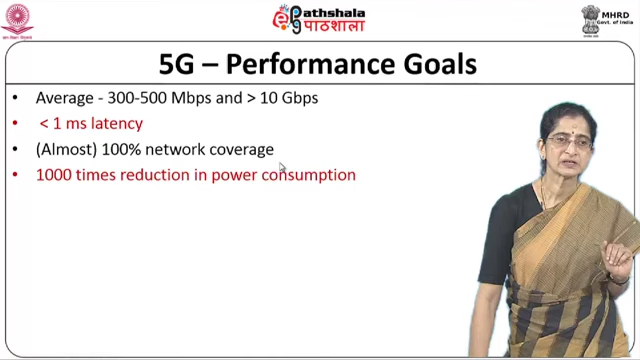 Pathshala
पाठशाला
MHRD
Govt. of India
5G – Performance Goals
• Average - 300-500 Mbps and > 10 Gbps
• < 1 ms latency
• (Almost) 100% network coverage
• 1000 times reduction in power consumption